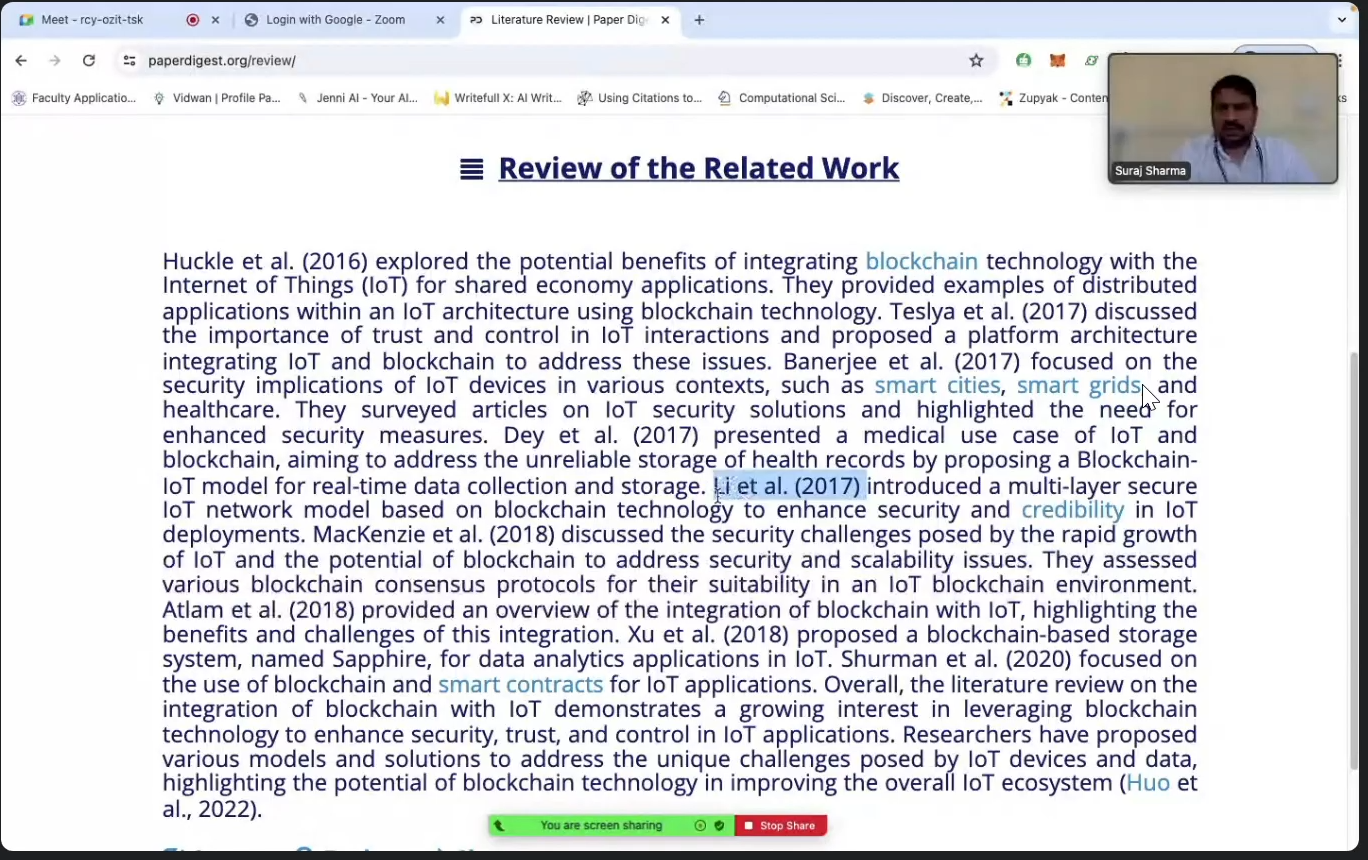 Meet - rcy-ozit-tsk
Login with Google - Zoom
Literature Review | Paper Dig
paperdigest.org/review/
Faculty Applicatio...
Vidwan | Profile Pa...
Jenni AI - Your AI...
Writefull X: AI Writ...
Using Citations to...
Computational Sci...
Discover, Create,...
Zupyak - Conten
Suraj Sharma
Review of the Related Work
Huckle et al. (2016) explored the potential benefits of integrating blockchain technology with the
Internet of Things (IoT) for shared economy applications. They provided examples of distributed
applications within an IoT architecture using blockchain technology. Teslya et al. (2017) discussed
the importance of trust and control in IoT interactions and proposed a platform architecture
integrating IoT and blockchain to address these issues. Banerjee et al. (2017) focused on the
security implications of IoT devices in various contexts, such as smart cities, smart grids, and
healthcare. They surveyed articles on IoT security solutions and highlighted the need for
enhanced security measures. Dey et al. (2017) presented a medical use case of IoT and
blockchain, aiming to address the unreliable storage of health records by proposing a Blockchain-
IoT model for real-time data collection and storage. Li et al. (2017) introduced a multi-layer secure
IoT network model based on blockchain technology to enhance security and credibility in IoT
deployments. MacKenzie et al. (2018) discussed the security challenges posed by the rapid growth
of IoT and the potential of blockchain to address security and scalability issues. They assessed
various blockchain consensus protocols for their suitability in an IoT blockchain environment.
Atlam et al. (2018) provided an overview of the integration of blockchain with IoT, highlighting the
benefits and challenges of this integration. Xu et al. (2018) proposed a blockchain-based storage
system, named Sapphire, for data analytics applications in IoT. Shurman et al. (2020) focused on
the use of blockchain and smart contracts for IoT applications. Overall, the literature review on the
integration of blockchain with IoT demonstrates a growing interest in leveraging blockchain
technology to enhance security, trust, and control in IoT applications. Researchers have proposed
various models and solutions to address the unique challenges posed by IoT devices and data,
highlighting the potential of blockchain technology in improving the overall IoT ecosystem (Huo et
al., 2022).
You are screen sharing
Stop Share